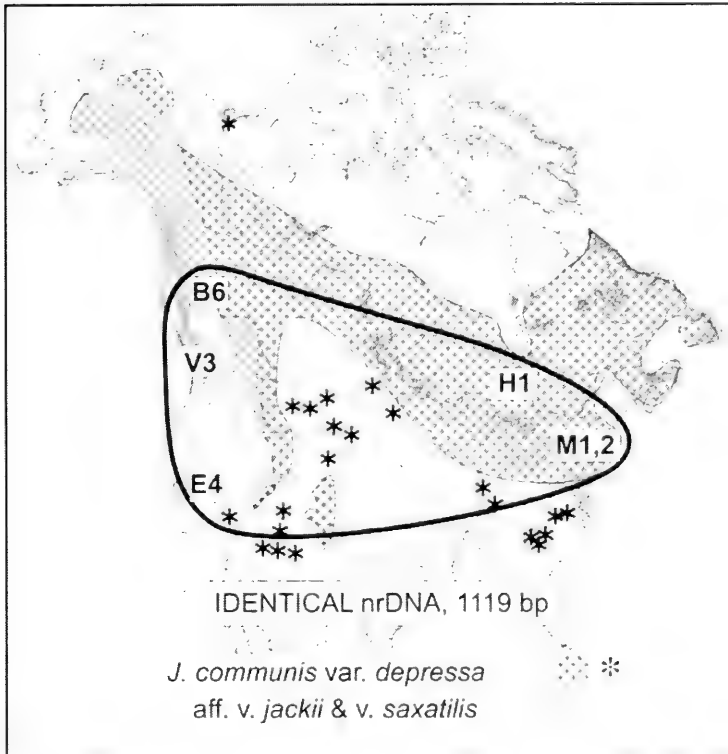 B6
V3
H1
M1,2
E4
IDENTICAL nrDNA, 1119 bp
J. communis var. depressa
aff. v. jackii & v. saxatilis